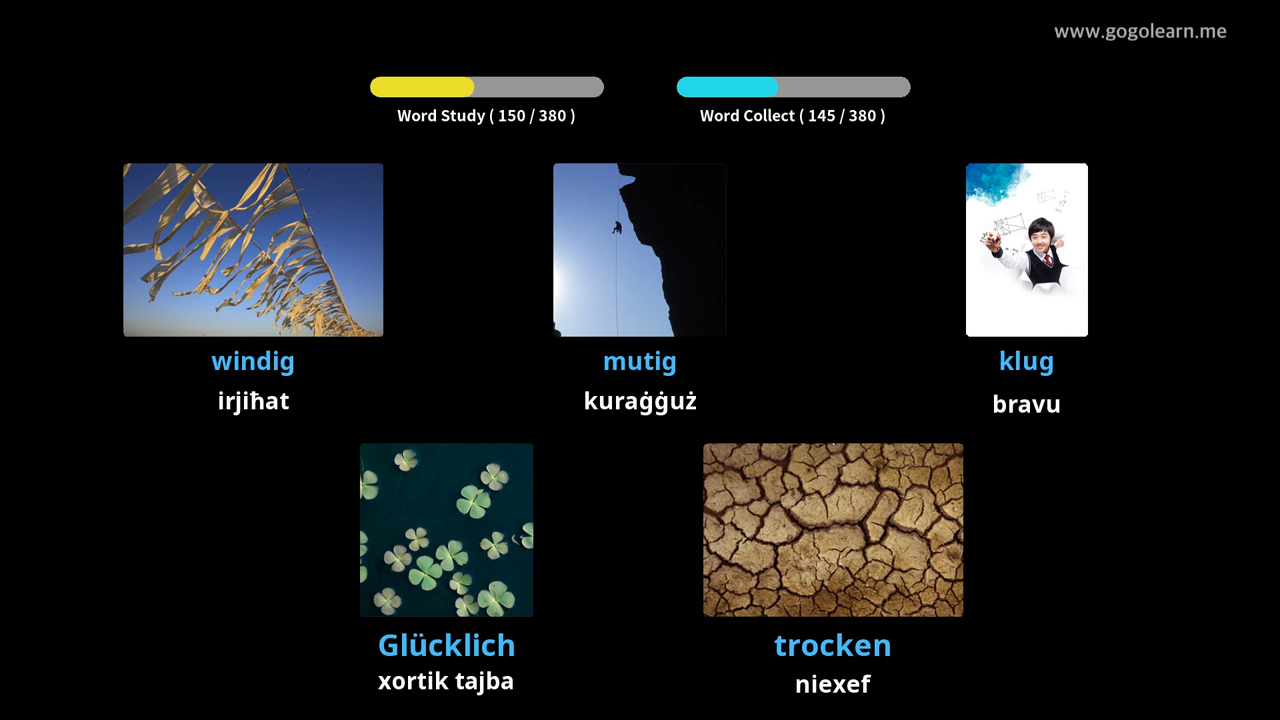 www.gogolearn.me
Word Study ( 150 / 380 )
Word Collect ( 145 / 380 )
windig
mutig
klug
irjiħat
kuraġġuż
bravu
Glücklich
trocken
xortik tajba
niexef